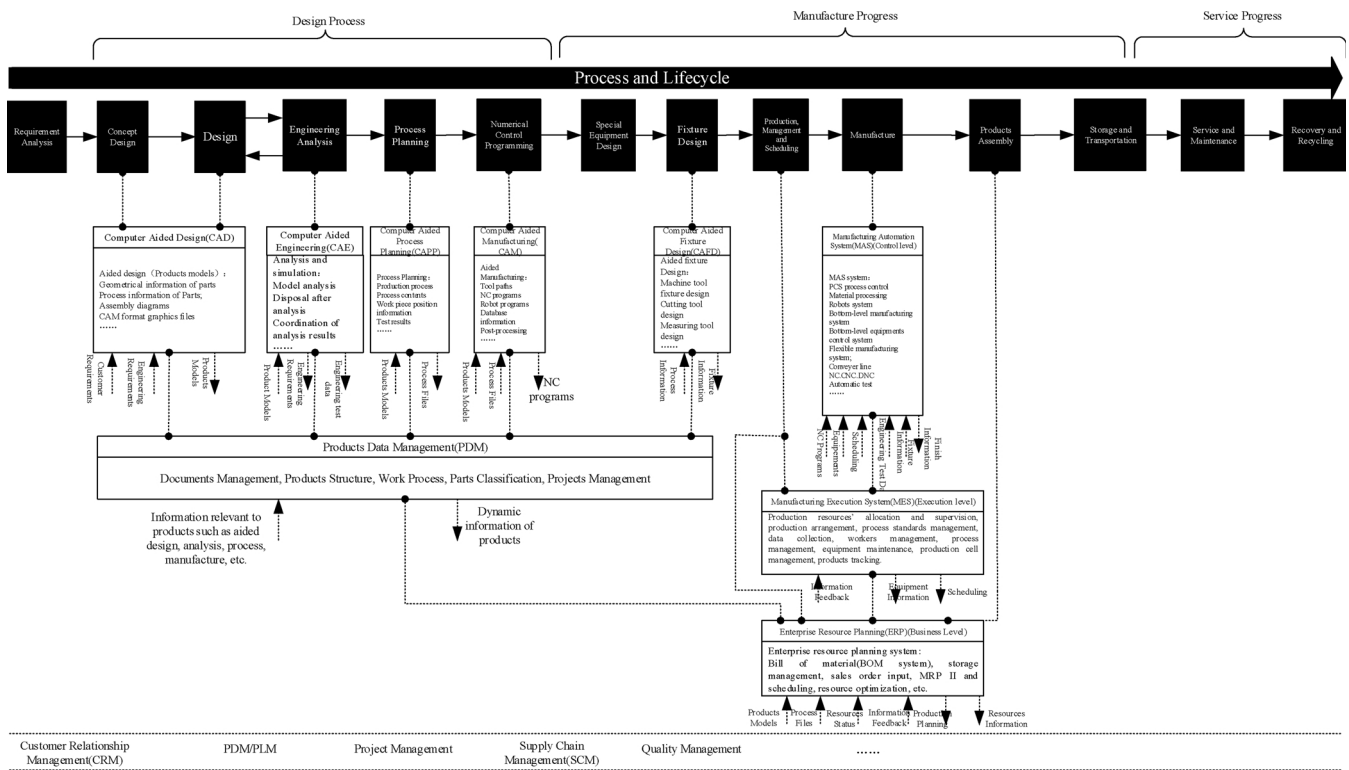 Design Process
Manufacture Progress
Service Progress
Process and Lifecycle
Requirement
Analysis
Concept
Design
Design
Engineering
Analysis
Process
Planning
Numerical
Control
Programming
Special
Equipment
Design
Fixture
Design
Production,
Management
and
Scheduling
Manufacture
Products
Assembly
Storage and
Transportation
Service and
Maintenance
Recovery and
Recycling
Computer Aided Design(CAD)
Aided design（Products models）:
Geometrical information of parts
Process information of Parts;
Assembly diagrams
CAM format graphics files
……
Computer Aided
Engineering(CAE)
Analysis and
simulation:
Model analysis
Disposal after
analysis
Coordination of
analysis results
……
Computer Aided
Process
Planning(CAPP)
Process Planning:
Production process
Process contents
Work piece position
information
Test results
……
Computer Aided
Manufacturing(
CAM)
Aided
Manufacturing:
Tool paths
NC programs
Robot programs
Database
information
Post-processing
……
Computer Aided
Fixture
Design(CAFD)
Aided fixture
Design:
Machine tool
fixture design
Cutting tool
design
Measuring tool
design
……
Manufacturing Automation
System(MAS)(Control level)
MAS system:
PCS process control
Material processing
Robots system
Bottom-level manufacturing
system
Bottom-level equipments
control system
Flexible manufacturing
system;
Conveyer line
NC.CNC.DNC
Automatic test
……
Customer
Requirements
Engineering
Requirements
Products
Models
Product Models
Engineering
Requirements
Engineering test
data
Products Models
Process Files
Products Models
Process Files
NC
programs
Process
Information
Fixture
Information
NC Programs
Equipements
Scheduling
Engineering Test Da
Fixture
Information
Finish
Information
Products Data Management(PDM)
Documents Management, Products Structure, Work Process, Parts Classification, Projects Management
Information relevant to
products such as aided
design, analysis, process,
manufacture, etc.
Dynamic
information of
products
Manufacturing Execution System(MES)(Execution level)
Production resources' allocation and supervision,
production arrangement, process standards management,
data collection, workers management, process
management, equipment maintenance, production cell
management, products tracking.
Information
Feedback
Equipment
Information
Scheduling
Enterprise Resource Planning(ERP)(Business Level)
Enterprise resource planning system:
Bill of material(BOM system), storage
management, sales order input, MRP II and
scheduling, resource optimization, etc.
Products
Models
Process
Files
Resources
Status
Information
Feedback
Production
Planning
Resources
Information
Customer Relationship
Management(CRM)
PDM/PLM
Project Management
Supply Chain
Management(SCM)
Quality Management
……